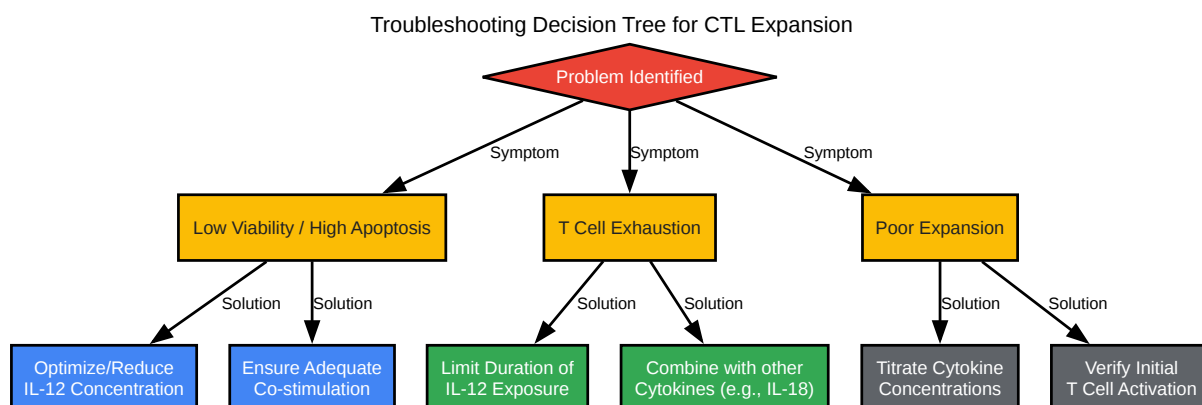 Troubleshooting Decision Tree for CTL Expansion
Problem Identified
Symptom
Symptom
Symptom
Low Viability / High Apoptosis
T Cell Exhaustion
Poor Expansion
Solution
Solution
Solution
Solution
Solution
Solution
Optimize/Reduce
IL-12 Concentration
Ensure Adequate
Co-stimulation
Limit Duration of
IL-12 Exposure
Combine with other
Cytokines (e.g., IL-18)
Titrate Cytokine
Concentrations
Verify Initial
T Cell Activation